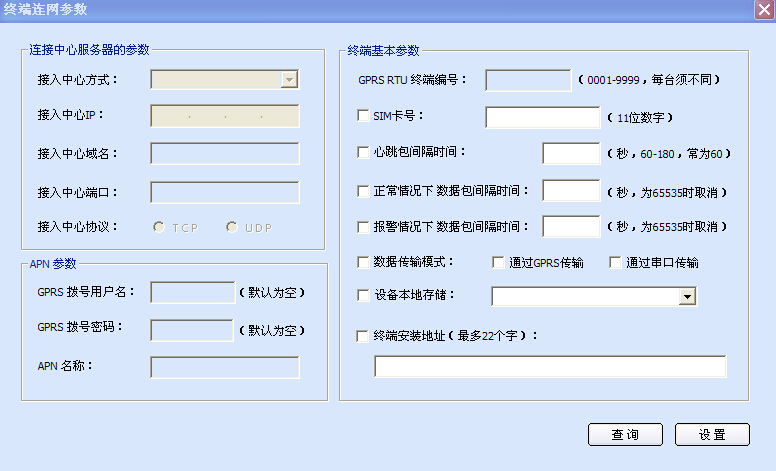 终端连网参数
连接中心服务器的参数
接入中心方式：
接入中心IP：
接入中心域名：
接入中心端口：
接入中心协议： TCP UDP
APN 参数
GPRS 拨号用户名： （默认为空）
GPRS 拨号密码： （默认为空）
APN 名称：
终端基本参数
GPRS RTU 终端编号： （0001-9999，每台须不同）
SIM卡号： （11位数字）
心跳包间隔时间： （秒，60-180，常为60）
正常情况下 数据包间隔时间： （秒，为65535时取消）
报警情况下 数据包间隔时间： （秒，为65535时取消）
数据传输模式： 通过GPRS传输 通过串口传输
设备本地存储：
终端安装地址（最多22个字）：
查询 设置